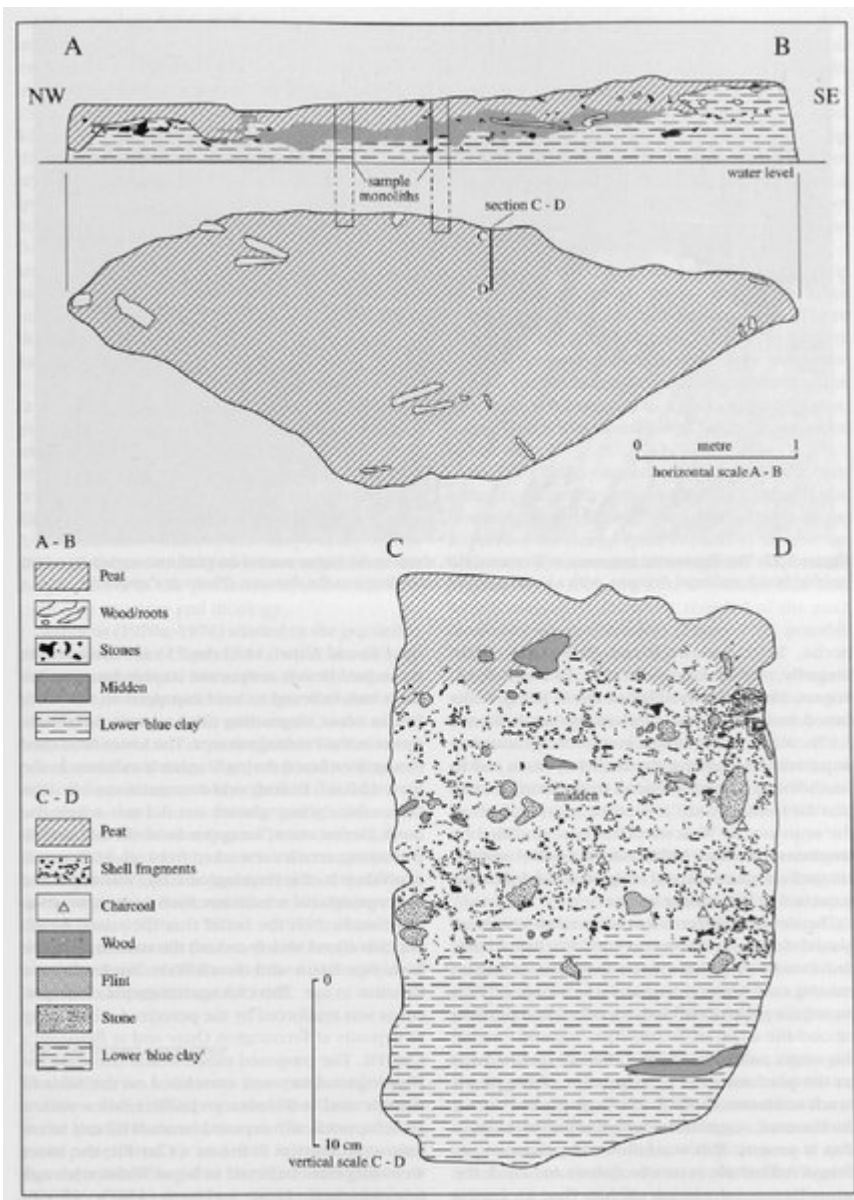 A B
NW SE
water level
sample
monoliths
section C - D
C
D
0 metre 1
horizontal scale A - B
A - B
Peat
Wood/roots
Stones
Midden
Lower 'blue clay'
C - D
Peat
Shell fragments
Charcoal
Wood
Flint
Stone
Lower 'blue clay'
C D
midden
0
10 cm
vertical scale C - D